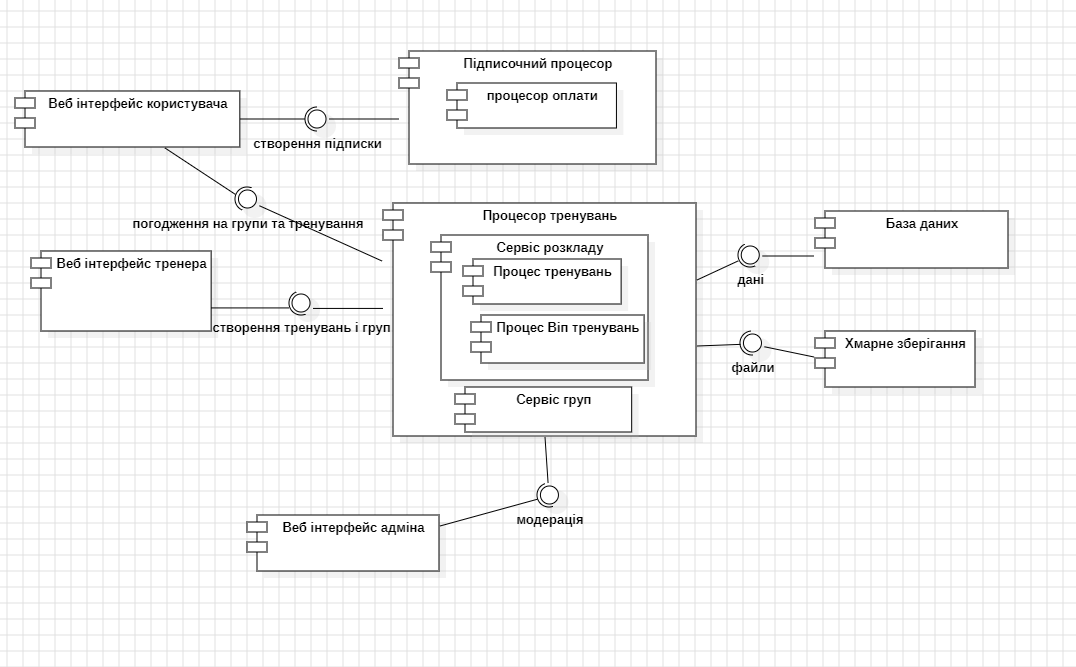 Підписочний процесор
процесор оплати
Веб інтерфейс користувача
створення підписки
погодження на групи та тренування
Процесор тренувань
Сервіс розкладу
Процес тренувань
Процес Віп тренувань
Сервіс груп
База даних
дані
Веб інтерфейс тренера
створення тренувань і груп
Хмарне зберігання
файли
модерація
Веб інтерфейс адміна